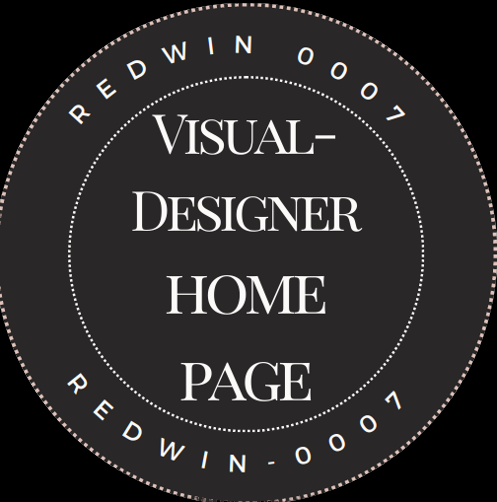 REDWIN 0007
VISUAL-
DESIGNER
HOME
PAGE
REDWIN-0007